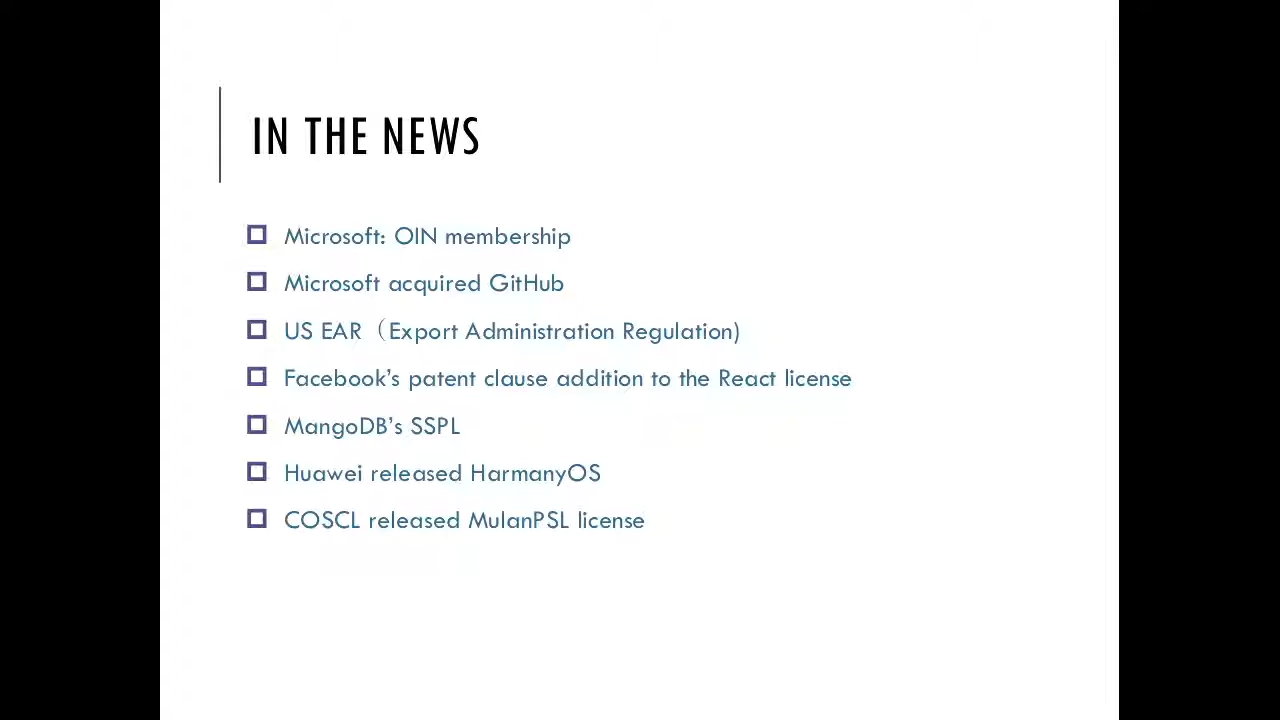 IN THE NEWS
Microsoft: OIN membership
Microsoft acquired GitHub
US EAR（Export Administration Regulation)
Facebook’s patent clause addition to the React license
MangoDB’s SSPL
Huawei released HarmanyOS
COSCL released MulanPSL license